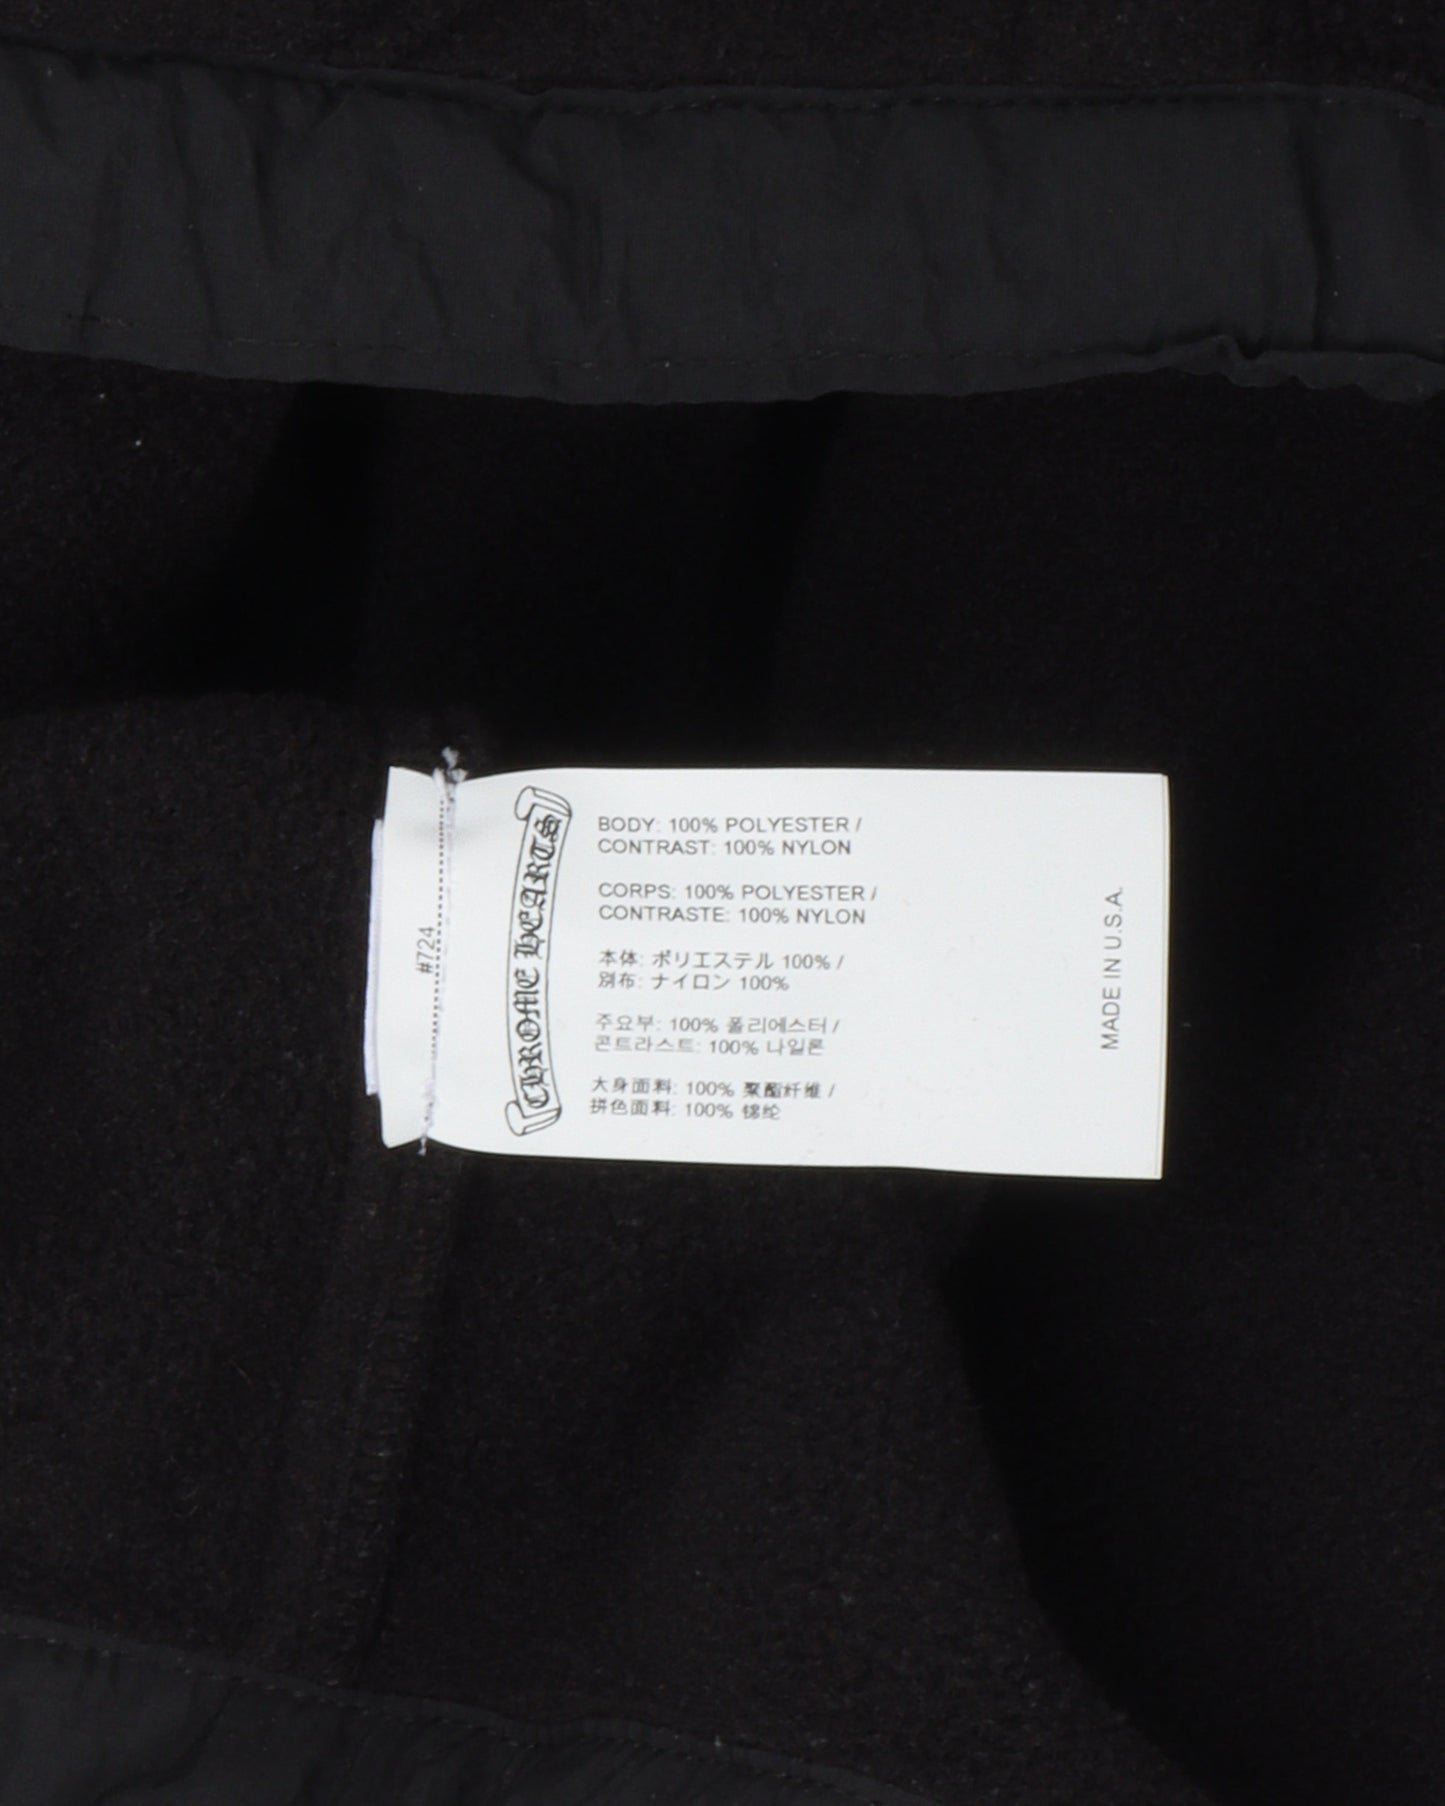 #724
CHROME HEARTS
BODY: 100% POLYESTER /
CONTRAST: 100% NYLON
CORPS: 100% POLYESTER /
CONTRASTE: 100% NYLON
本体: ポリエステル 100% /
別布: ナイロン 100%
주요부: 100% 폴리에스터 /
콘트라스트: 100% 나일론
大身面料: 100% 聚酯纤维 /
拼色面料: 100% 锦纶
MADE IN U.S.A.